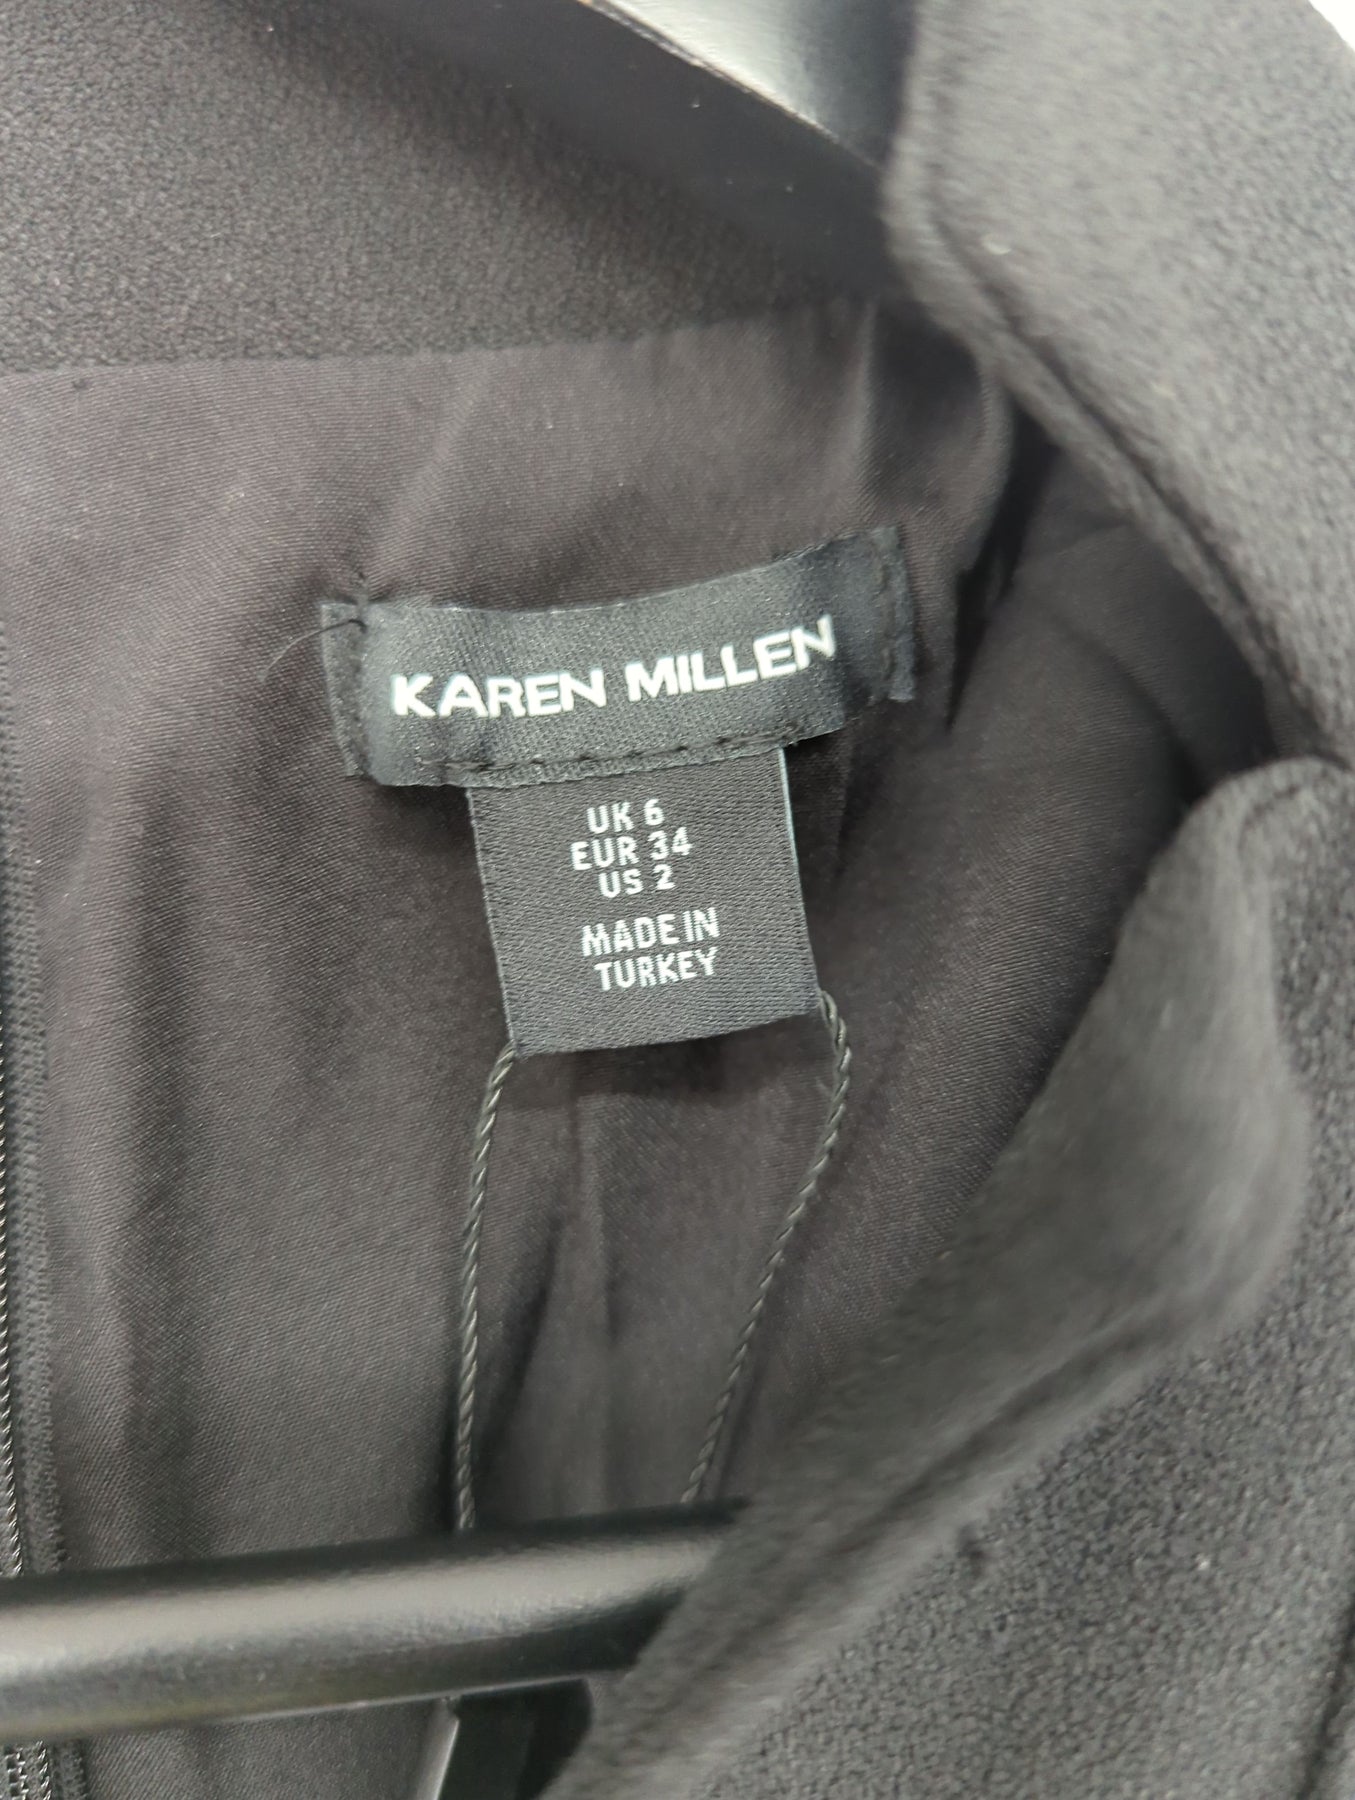 KAREN MILLEN
UK 6
EUR 34
US 2
MADE IN
TURKEY